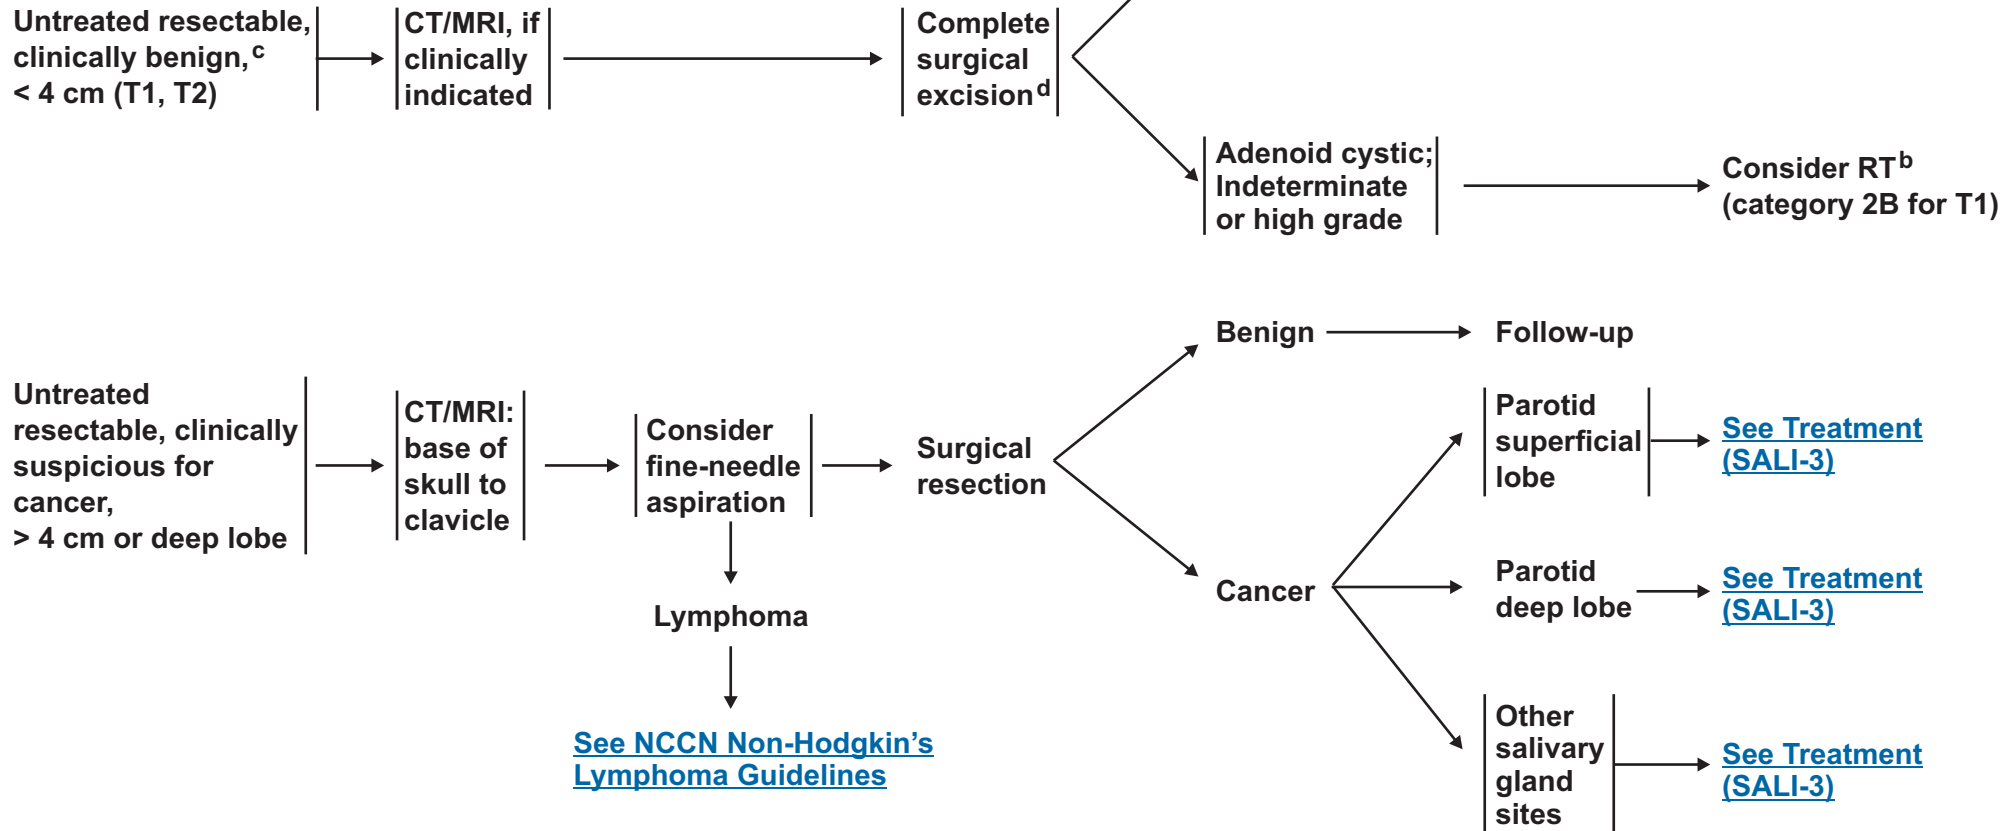 Untreated resectable,
clinically benign,c
< 4 cm (T1, T2)
CT/MRI, if
clinically
indicated
Complete
surgical
excisiond
Adenoid cystic;
Indeterminate
or high grade
Consider RTb
(category 2B for T1)
Untreated
resectable, clinically
suspicious for
cancer,
> 4 cm or deep lobe
CT/MRI:
base of
skull to
clavicle
Consider
fine-needle
aspiration
Lymphoma
See NCCN Non-Hodgkin’s
Lymphoma Guidelines
Surgical
resection
Benign
Follow-up
Cancer
Parotid
superficial
lobe
See Treatment
(SALI-3)
Parotid
deep lobe
See Treatment
(SALI-3)
Other
salivary
gland
sites
See Treatment
(SALI-3)